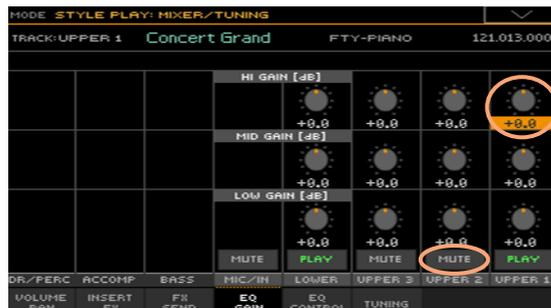 MODE STYLE PLAY: MIXER/TUNING
TRACK:UPPER 1 Concert Grand FTY-PIANO 121.013.000
HI GAIN [dB]
+0.0 +0.0 +0.0 +0.0
MID GAIN [dB]
+0.0 +0.0 +0.0 +0.0
LOW GAIN [dB]
+0.0 +0.0 +0.0 +0.0
MUTE PLAY MUTE MUTE PLAY
DR/PERC ACCOMP BASS MIC/IN LOWER UPPER 3 UPPER 2 UPPER 1
VOLUME INSERT FX EQ EQ TUNING
PAN FX SEND GAIN CONTROL